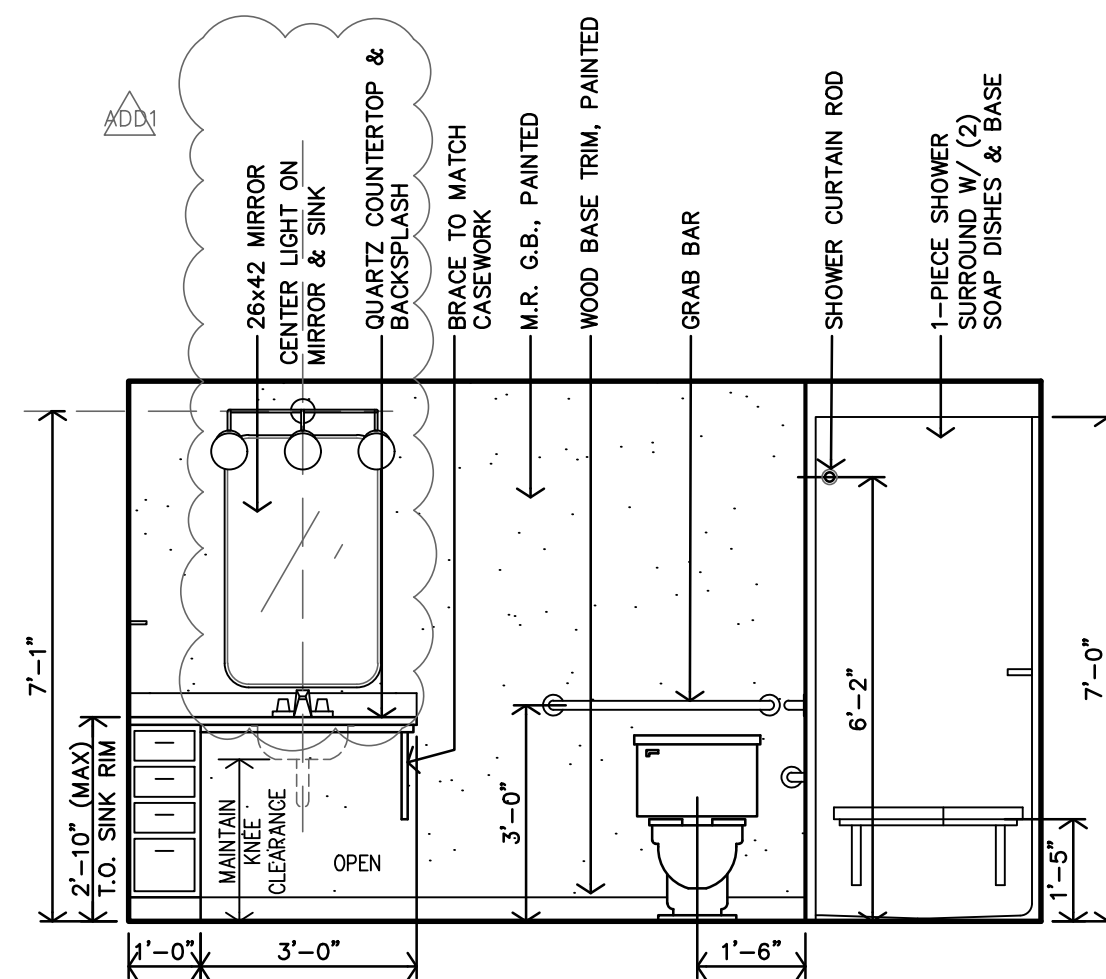 ADD1
26x42 MIRROR
CENTER LIGHT ON
MIRROR & SINK
QUARTZ COUNTERTOP &
BACKSPLASH
BRACE TO MATCH
CASEWORK
M.R. G.B., PAINTED
WOOD BASE TRIM, PAINTED
GRAB BAR
SHOWER CURTAIN ROD
1-PIECE SHOWER
SURROUND W/ (2)
SOAP DISHES & BASE
7'-1"
2'-10" (MAX)
T.O. SINK RIM
MAINTAIN
KNEE
CLEARANCE
OPEN
3'-0"
6'-2"
7'-0"
1'-5"
1'-0"
3'-0"
1'-6"